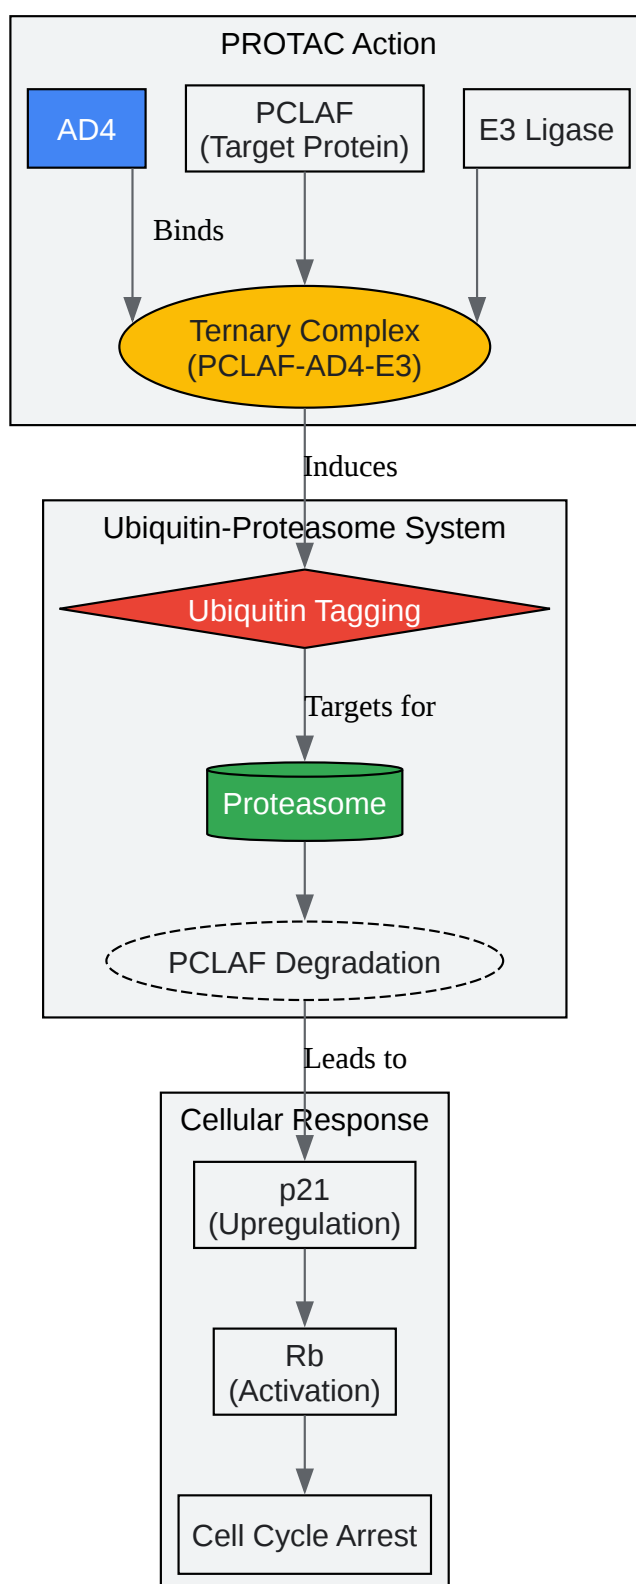 PROTAC Action
AD4
PCLAF
(Target Protein)
E3 Ligase
Binds
Ternary Complex
(PCLAF-AD4-E3)
Induces
Ubiquitin-Proteasome System
Ubiquitin Tagging
Targets for
Proteasome
PCLAF Degradation
Leads to
Cellular Response
p21
(Upregulation)
Rb
(Activation)
Cell Cycle Arrest